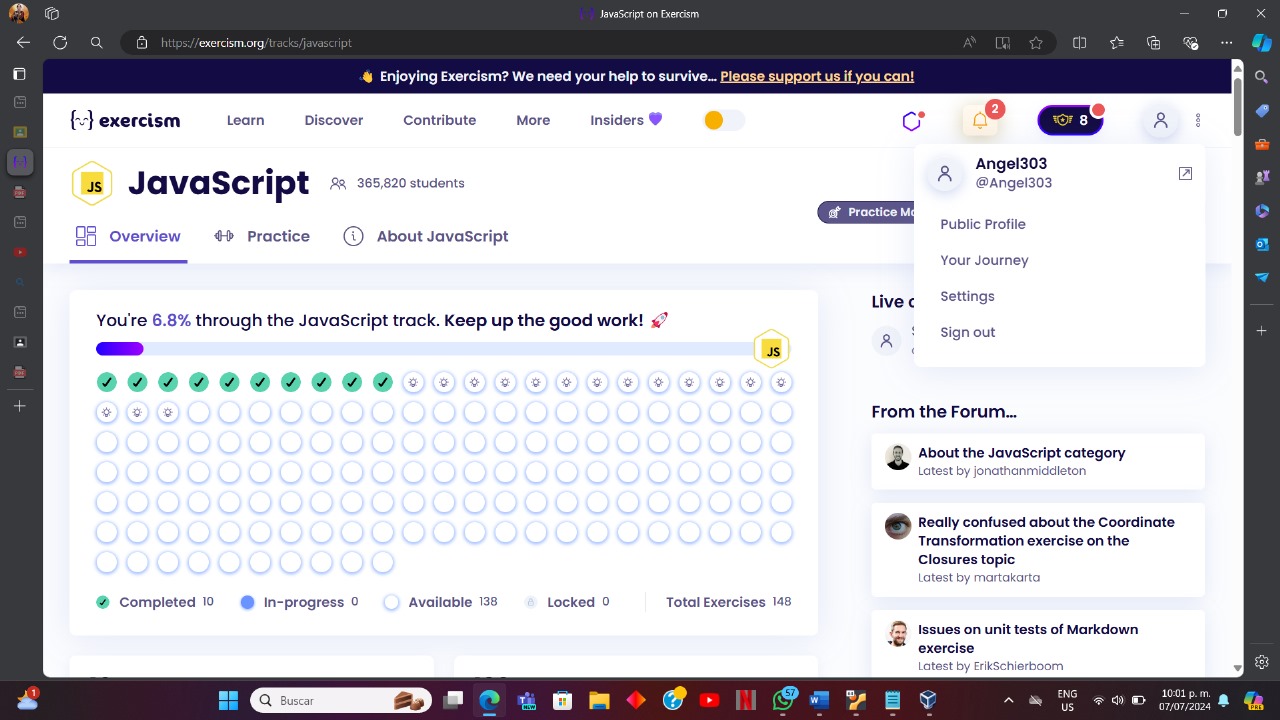 JavaScript on Exercism
https://exercism.org/tracks/javascript
👋 Enjoying Exercism? We need your help to survive... Please support us if you can!
exercism
Learn
Discover
Contribute
More
Insiders 💜
2
8
Angel303
@Angel303
Public Profile
Your Journey
Settings
Sign out
JS
JavaScript
365,820 students
Practice Mo
Overview
Practice
About JavaScript
You're 6.8% through the JavaScript track. Keep up the good work! 🚀
JS
Completed 10
In-progress 0
Available 138
Locked 0
Total Exercises 148
Live
From the Forum...
About the JavaScript category
Latest by jonathanmiddleton
Really confused about the Coordinate
Transformation exercise on the
Closures topic
Latest by martakarta
Issues on unit tests of Markdown
exercise
Latest by ErikSchierboom
1
Buscar
57
ENG
US
10:01 p. m.
07/07/2024